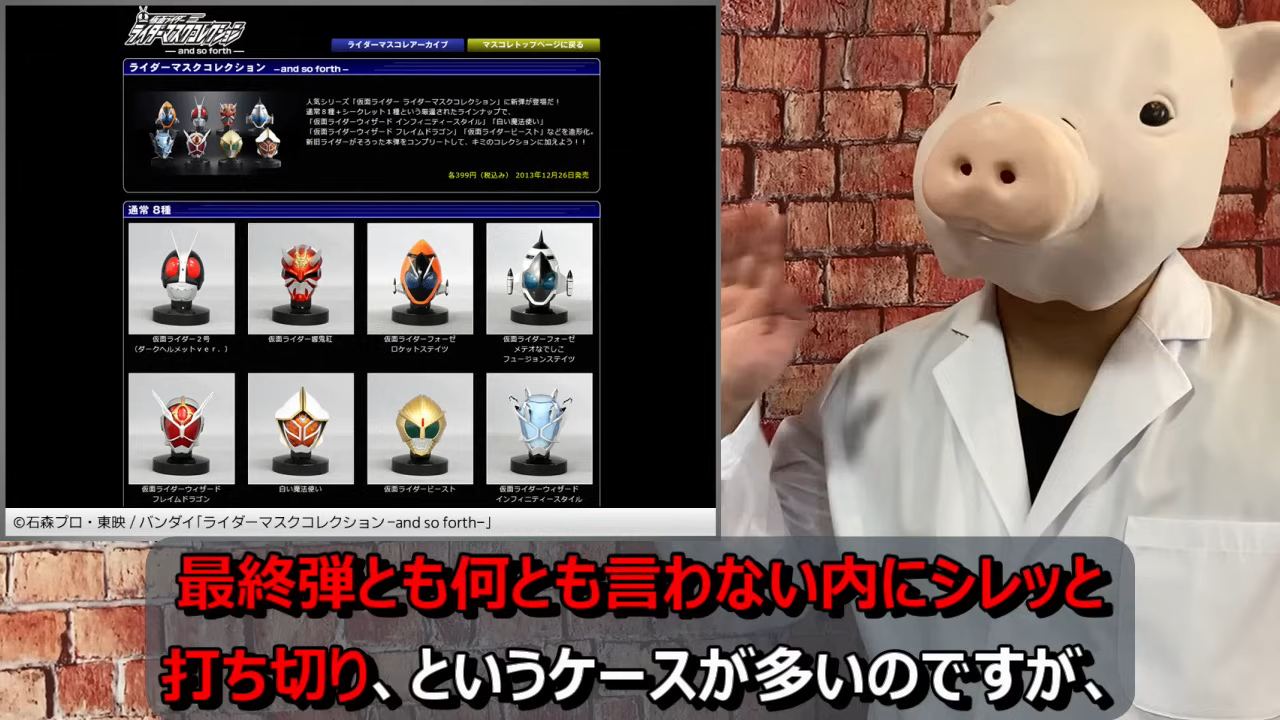 仮面ライダー
ライダーマスクコレクション
— and so forth —
ライダーマスコレアーカイブ
マスコレトップページに戻る
ライダーマスクコレクション －and so forth－
人気シリーズ「仮面ライダー ライダーマスクコレクション」に新弾が登場だ！
通常８種＋シークレット１種という厳選されたラインナップで、
「仮面ライダーウィザード インフィニティースタイル」「白い魔法使い」
「仮面ライダーウィザード フレイムドラゴン」「仮面ライダービースト」などを造形化。
新旧ライダーがそろった本弾をコンプリートして、キミのコレクションに加えよう！！
各399円（税込み） 2013年12月26日発売
通常 8種
仮面ライダー２号
（ダークヘルメットｖｅｒ．）
仮面ライダー響鬼紅
仮面ライダーフォーゼ
ロケットステイツ
仮面ライダーフォーゼ
メテオなでしこ
フュージョンステイツ
仮面ライダーウィザード
フレイムドラゴン
白い魔法使い
仮面ライダービースト
仮面ライダーウィザード
インフィニティースタイル
©石森プロ・東映 / バンダイ「ライダーマスクコレクション −and so forth−」
最終弾とも何とも言わない内にシレッと
打ち切り、というケースが多いのですが、